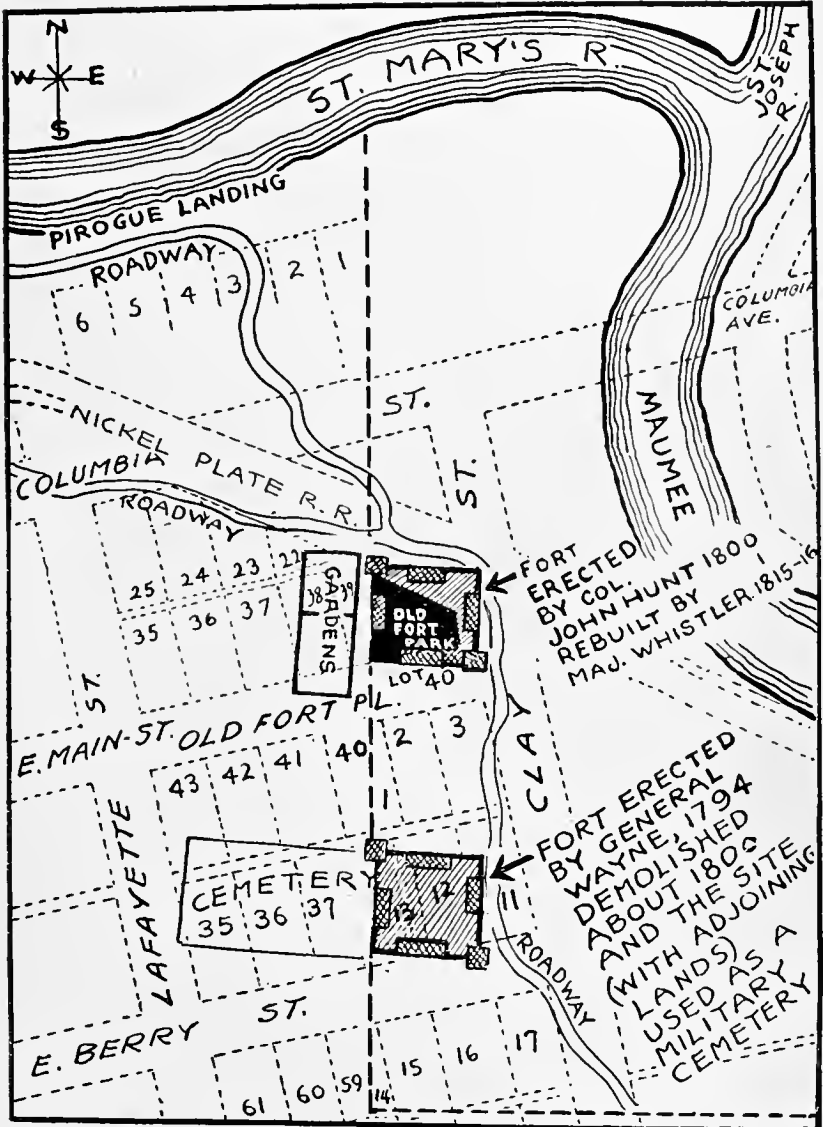 N
W E
S
ST. MARY'S R.
ST.
JOSEPH
R.
PIROGUE LANDING
ROADWAY
6 5 4 3 2 1
COLUMBIA
AVE.
ST.
NICKEL PLATE R.R.
COLUMBIA
ROADWAY
ST.
MAUMEE
25 24 23 22
35 36 37 38 39
GARDENS
OLD
FORT
PARK
LOT 40
FORT
ERECTED
BY COL.
JOHN HUNT 1800
REBUILT BY
MAJ. WHISTLER. 1815-16
ST.
E. MAIN-ST. OLD FORT PL.
43 42 41 40 1 2 3
CLAY
LAFAYETTE
CEMETERY
35 36 37 13 12 11
FORT ERECTED
BY GENERAL
WAYNE, 1794
DEMOLISHED
ABOUT 1800
AND THE SITE
(WITH ADJOINING
LANDS)
USED AS A
MILITARY
CEMETERY
ROADWAY
E. BERRY ST.
61 60 59 14 15 16 17